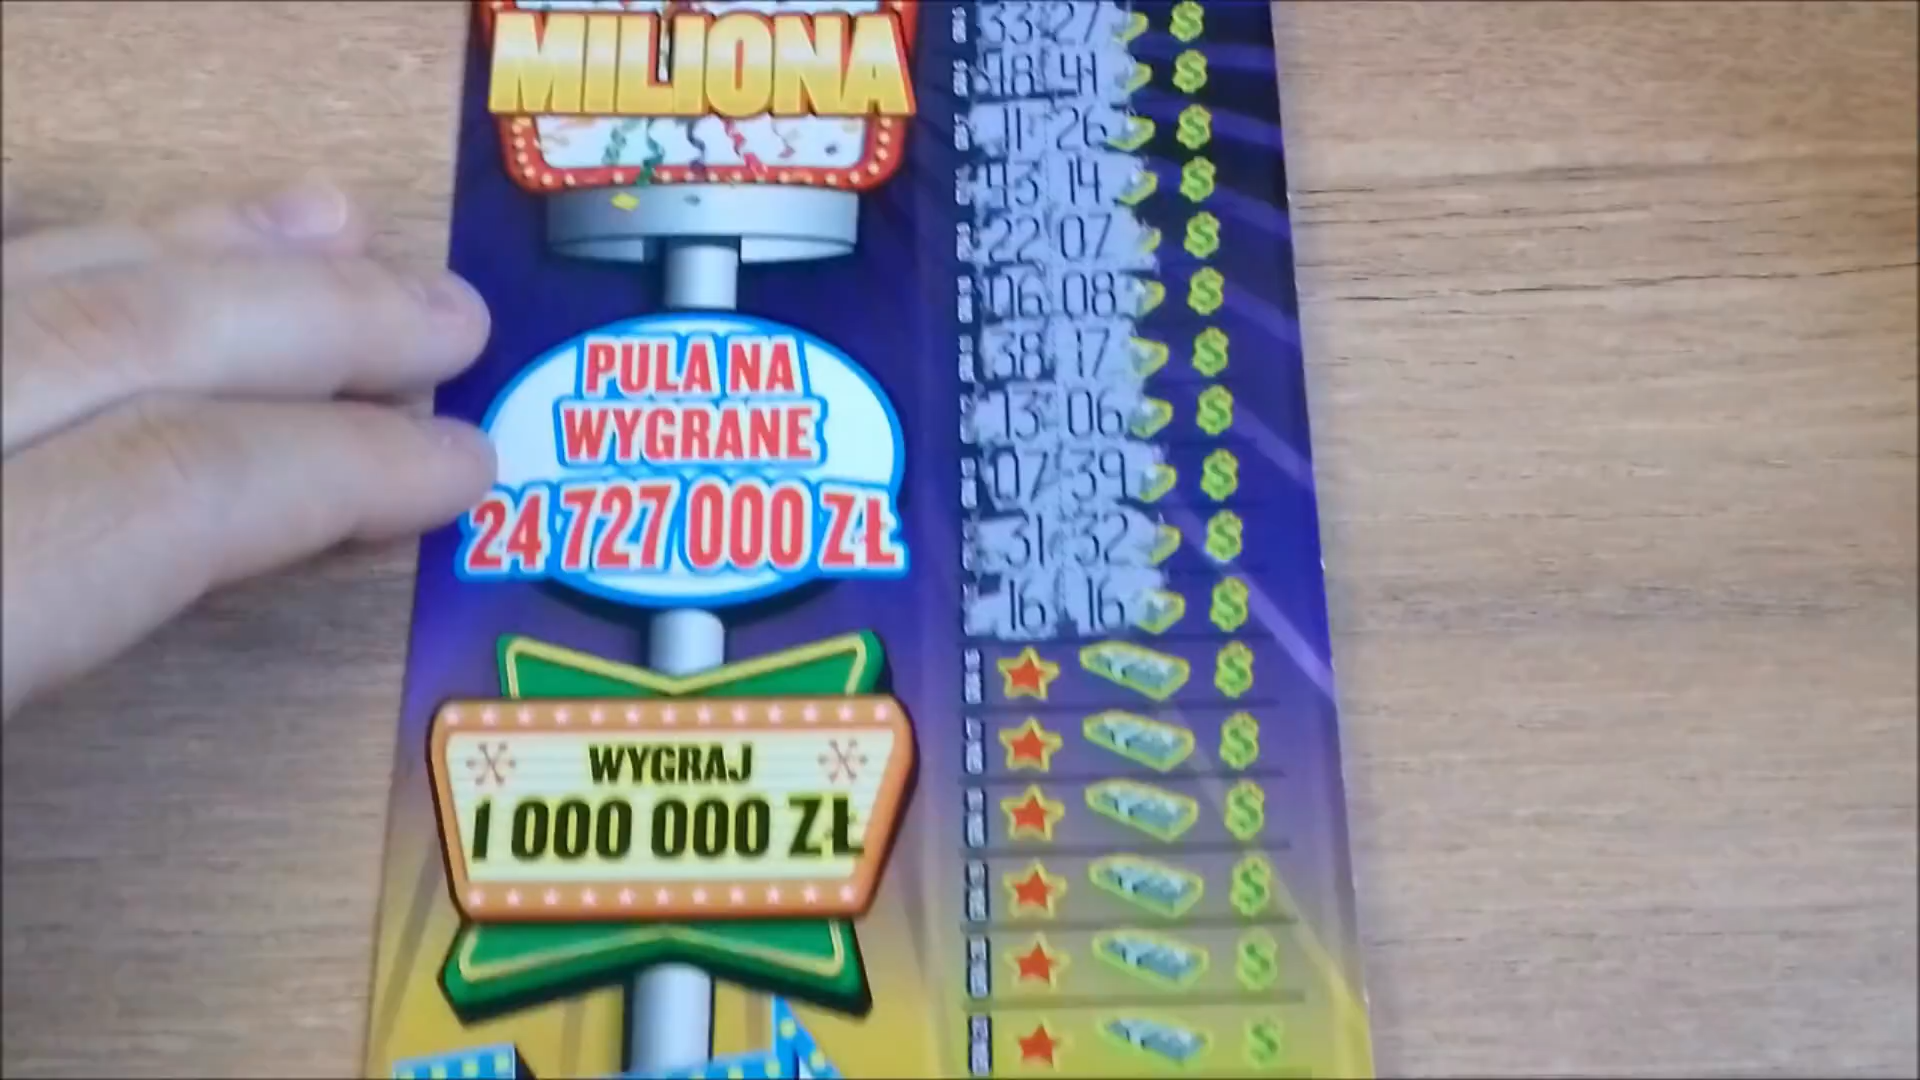 MILIONA
PULA NA
WYGRANE
24 727 000 ZŁ
WYGRAJ
1 000 000 ZŁ
33 27
18 41
11 26
13 14
22 07
06 08
38 17
13 06
07 39
31 32
16 16